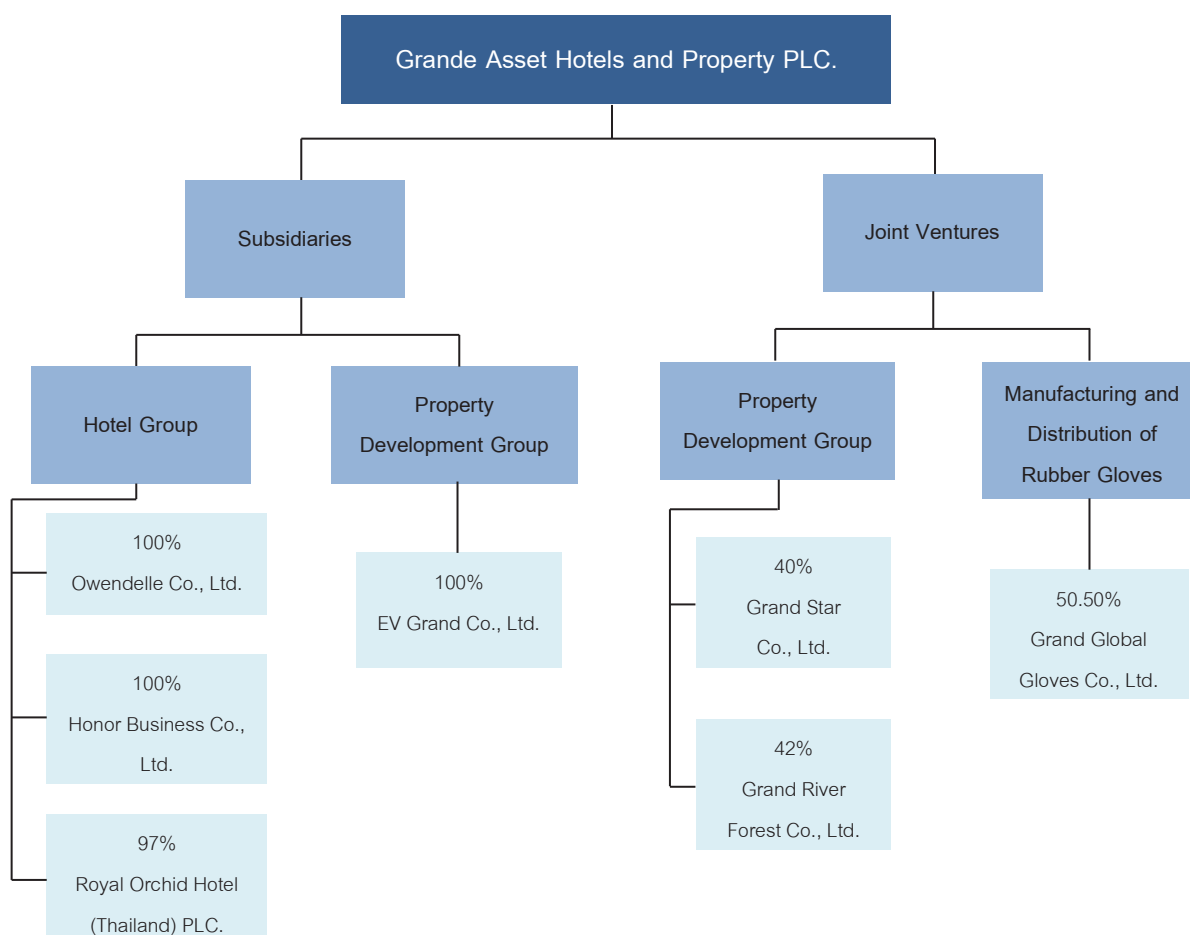 Grande Asset Hotels and Property PLC.
Subsidiaries
Joint Ventures
Hotel Group
Property
Development Group
Property
Development Group
Manufacturing and
Distribution of
Rubber Gloves
100%
Owendelle Co., Ltd.
100%
Honor Business Co.,
Ltd.
97%
Royal Orchid Hotel
(Thailand) PLC.
100%
EV Grand Co., Ltd.
40%
Grand Star
Co., Ltd.
42%
Grand River
Forest Co., Ltd.
50.50%
Grand Global
Gloves Co., Ltd.